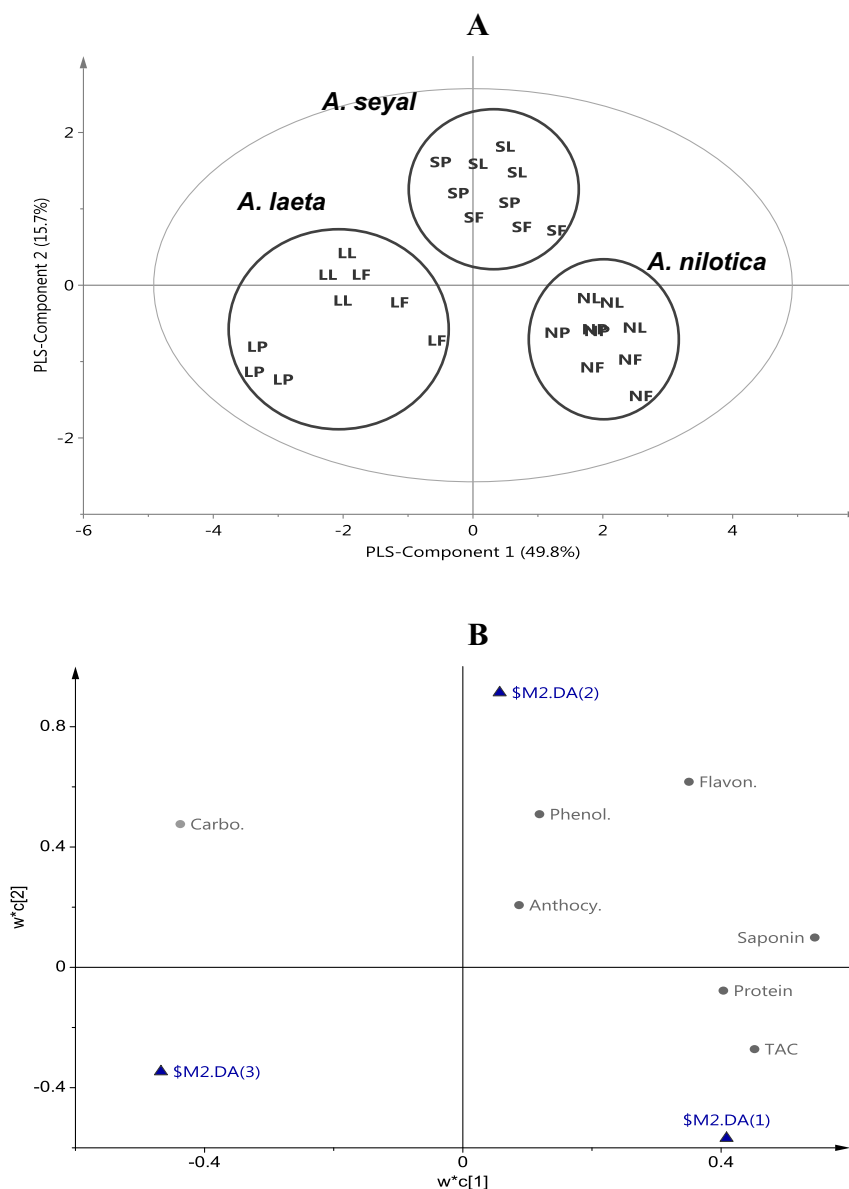 A
A. seyal
SL
SP SL SL
A. laeta
SP SP
SF SF SF
A. nilotica
LL
LL LF
LL LF
LF
NL NL
NP NP NP NL
NF NF
NF
LP
LP LP
2
0
-2
PLS-Component 2 (15.7%)
-6 -4 -2 0 2 4
PLS-Component 1 (49.8%)
B
$M2.DA(2)
0.8
Flavon.
Phenol.
Carbo.
0.4
Anthocy.
Saponin
0
Protein
TAC
$M2.DA(3)
-0.4
$M2.DA(1)
w*c[2]
-0.4 0 0.4
w*c[1]